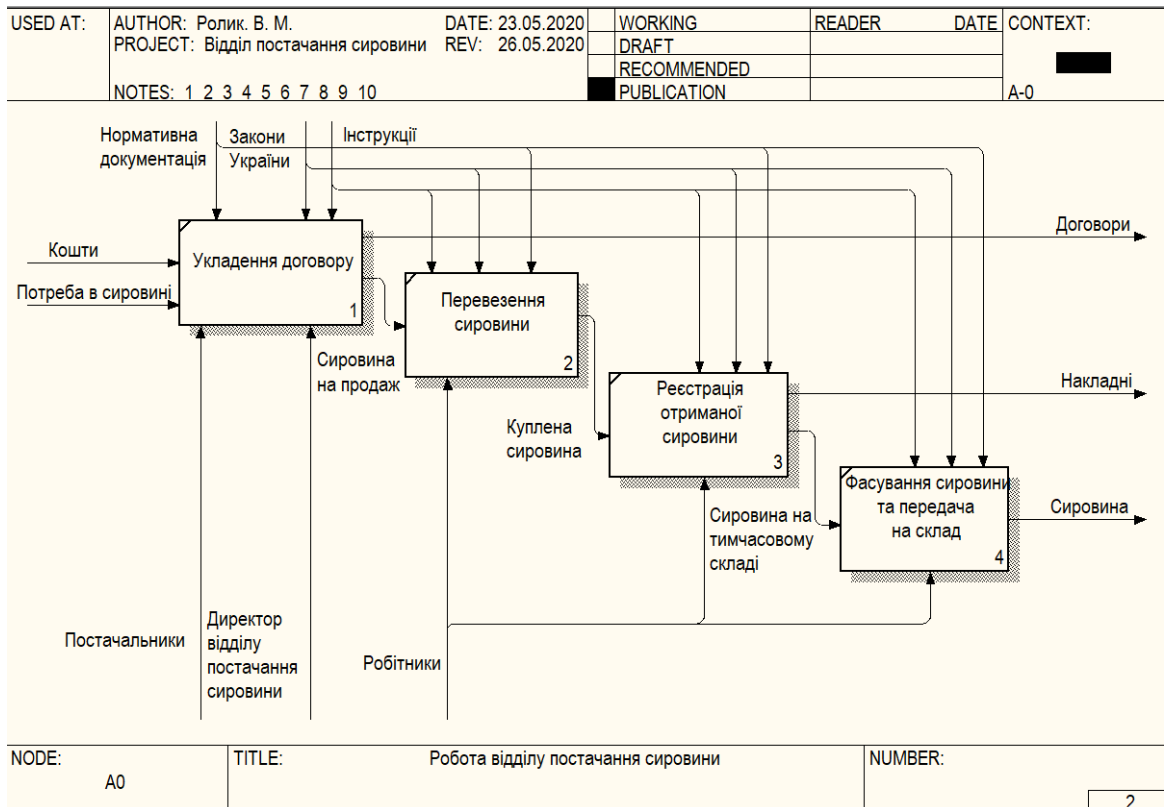 USED AT:
AUTHOR: Ролик. В. М.
DATE: 23.05.2020
PROJECT: Відділ постачання сировини
REV: 26.05.2020
NOTES: 1 2 3 4 5 6 7 8 9 10
WORKING
DRAFT
RECOMMENDED
PUBLICATION
READER
DATE
CONTEXT:
A-0
Нормативна
документація
Закони
України
Інструкції
Кошти
Потреба в сировині
Укладення договору
1
Договори
Сировина
на продаж
Перевезення
сировини
2
Куплена
сировина
Реєстрація
отриманої
сировини
3
Накладні
Сировина на
тимчасовому
складі
Фасування сировини
та передача
на склад
4
Сировина
Постачальники
Директор
відділу
постачання
сировини
Робітники
NODE:
A0
TITLE:
Робота відділу постачання сировини
NUMBER:
2